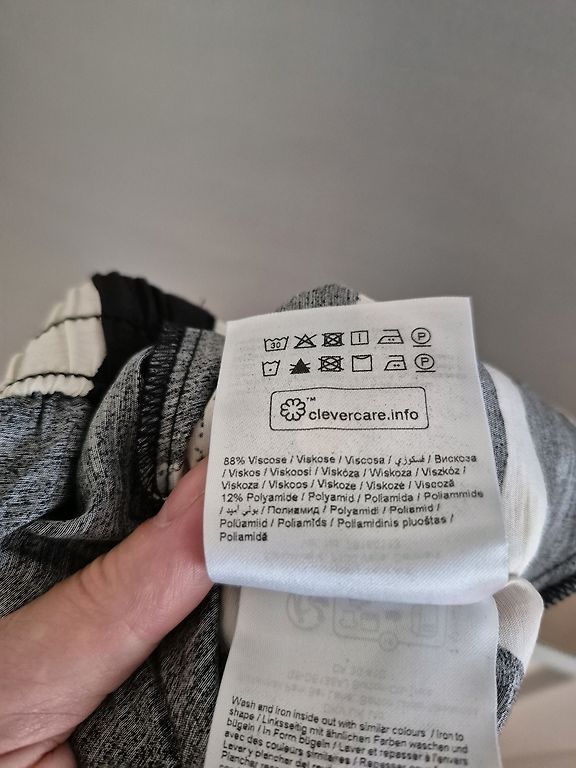 30 P
P
™
clevercare.info
88% Viscose / Viskose / Viscosa / فسكوزي / Вискоза
/ Viskos / Viskoosi / Viskóza / Wiskoza / Viszkóz /
Viskoza / Viskoos / Viskoze / Viskozė / Viscoză
12% Polyamide / Polyamid / Poliamida / Poliammide
/ بولي أميد / Полиамид / Polyamidi / Poliamid /
Polüamiid / Poliamīds / Poliamidinis pluoštas /
Poliamidă
Wash and iron inside out with similar colours / Iron to
shape / Linksseitig mit ähnlichen Farben waschen und
bügeln / In Form bügeln / Laver et repasser à l'envers
avec des couleurs similaires / Repasser en